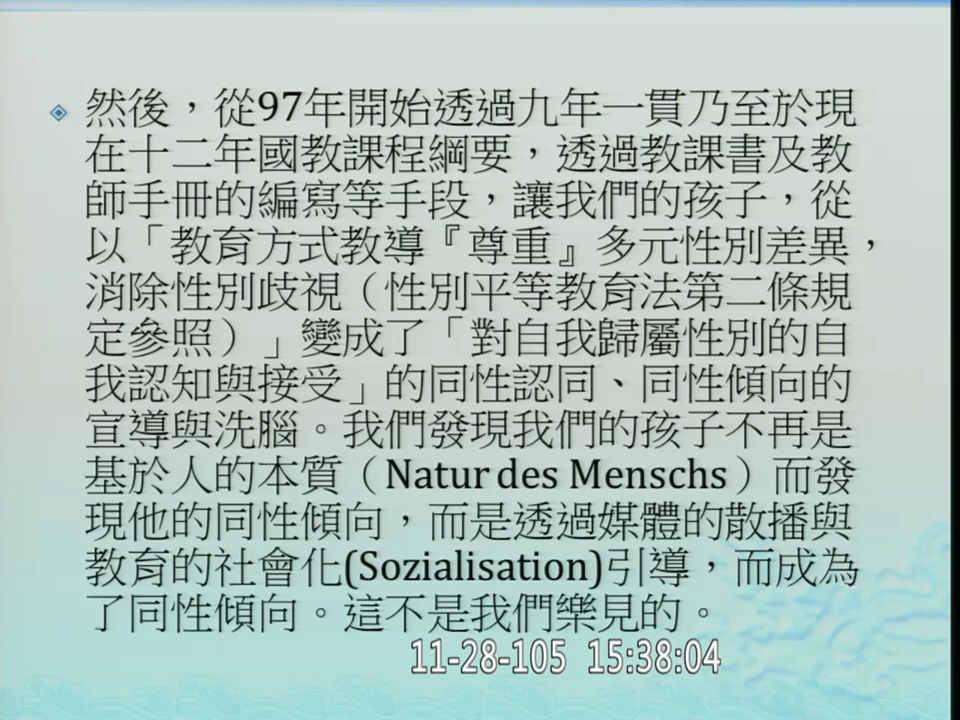 然後，從97年開始透過九年一貫乃至於現
在十二年國教課程綱要，透過教課書及教
師手冊的編寫等手段，讓我們的孩子，從
以「教育方式教導『尊重』多元性別差異，
消除性別歧視（性別平等教育法第二條規
定參照）」變成了「對自我歸屬性別的自
我認知與接受」的同性認同、同性傾向的
宣導與洗腦。我們發現我們的孩子不再是
基於人的本質（Natur des Menschs）而發
現他的同性傾向，而是透過媒體的散播與
教育的社會化(Sozialisation)引導，而成為
了同性傾向。這不是我們樂見的。
11-28-105 15:38:04